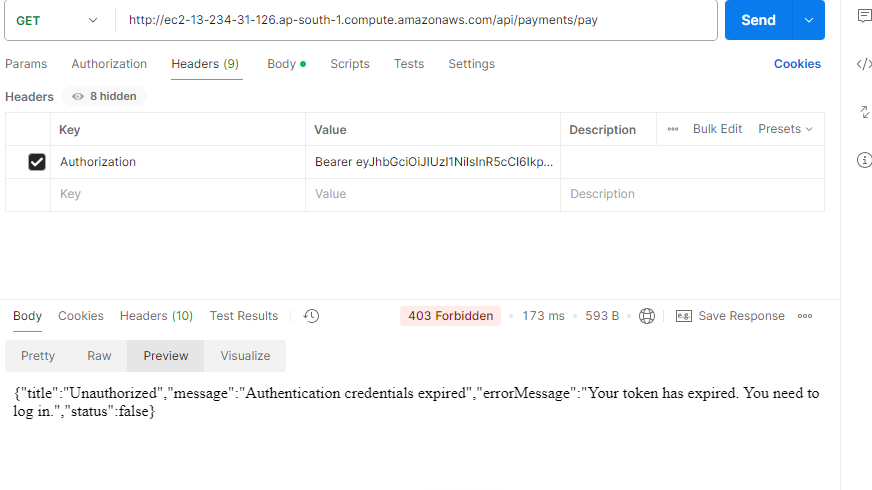 GET http://ec2-13-234-31-126.ap-south-1.compute.amazonaws.com/api/payments/pay Send
Params Authorization Headers (9) Body Scripts Tests Settings Cookies
Headers 8 hidden
Key Value Description Bulk Edit Presets
Authorization Bearer eyJhbGciOiJIUzI1NiIsInR5cCI6Ikp...
Key Value Description
Body Cookies Headers (10) Test Results 403 Forbidden 173 ms 593 B e.g. Save Response
Pretty Raw Preview Visualize
{"title":"Unauthorized","message":"Authentication credentials expired","errorMessage":"Your token has expired. You need to
log in.","status":false}